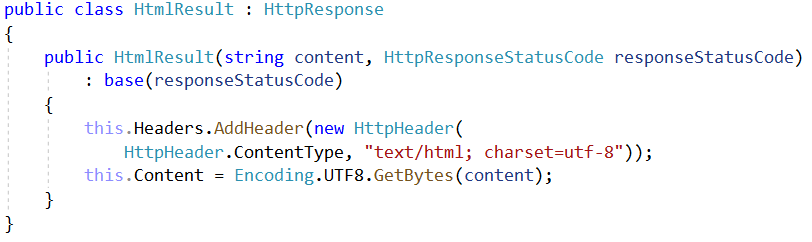 public class HtmlResult : HttpResponse
{
    public HtmlResult(string content, HttpResponseStatusCode responseStatusCode)
        : base(responseStatusCode)
    {
        this.Headers.AddHeader(new HttpHeader(
            HttpHeader.ContentType, "text/html; charset=utf-8"));
        this.Content = Encoding.UTF8.GetBytes(content);
    }
}